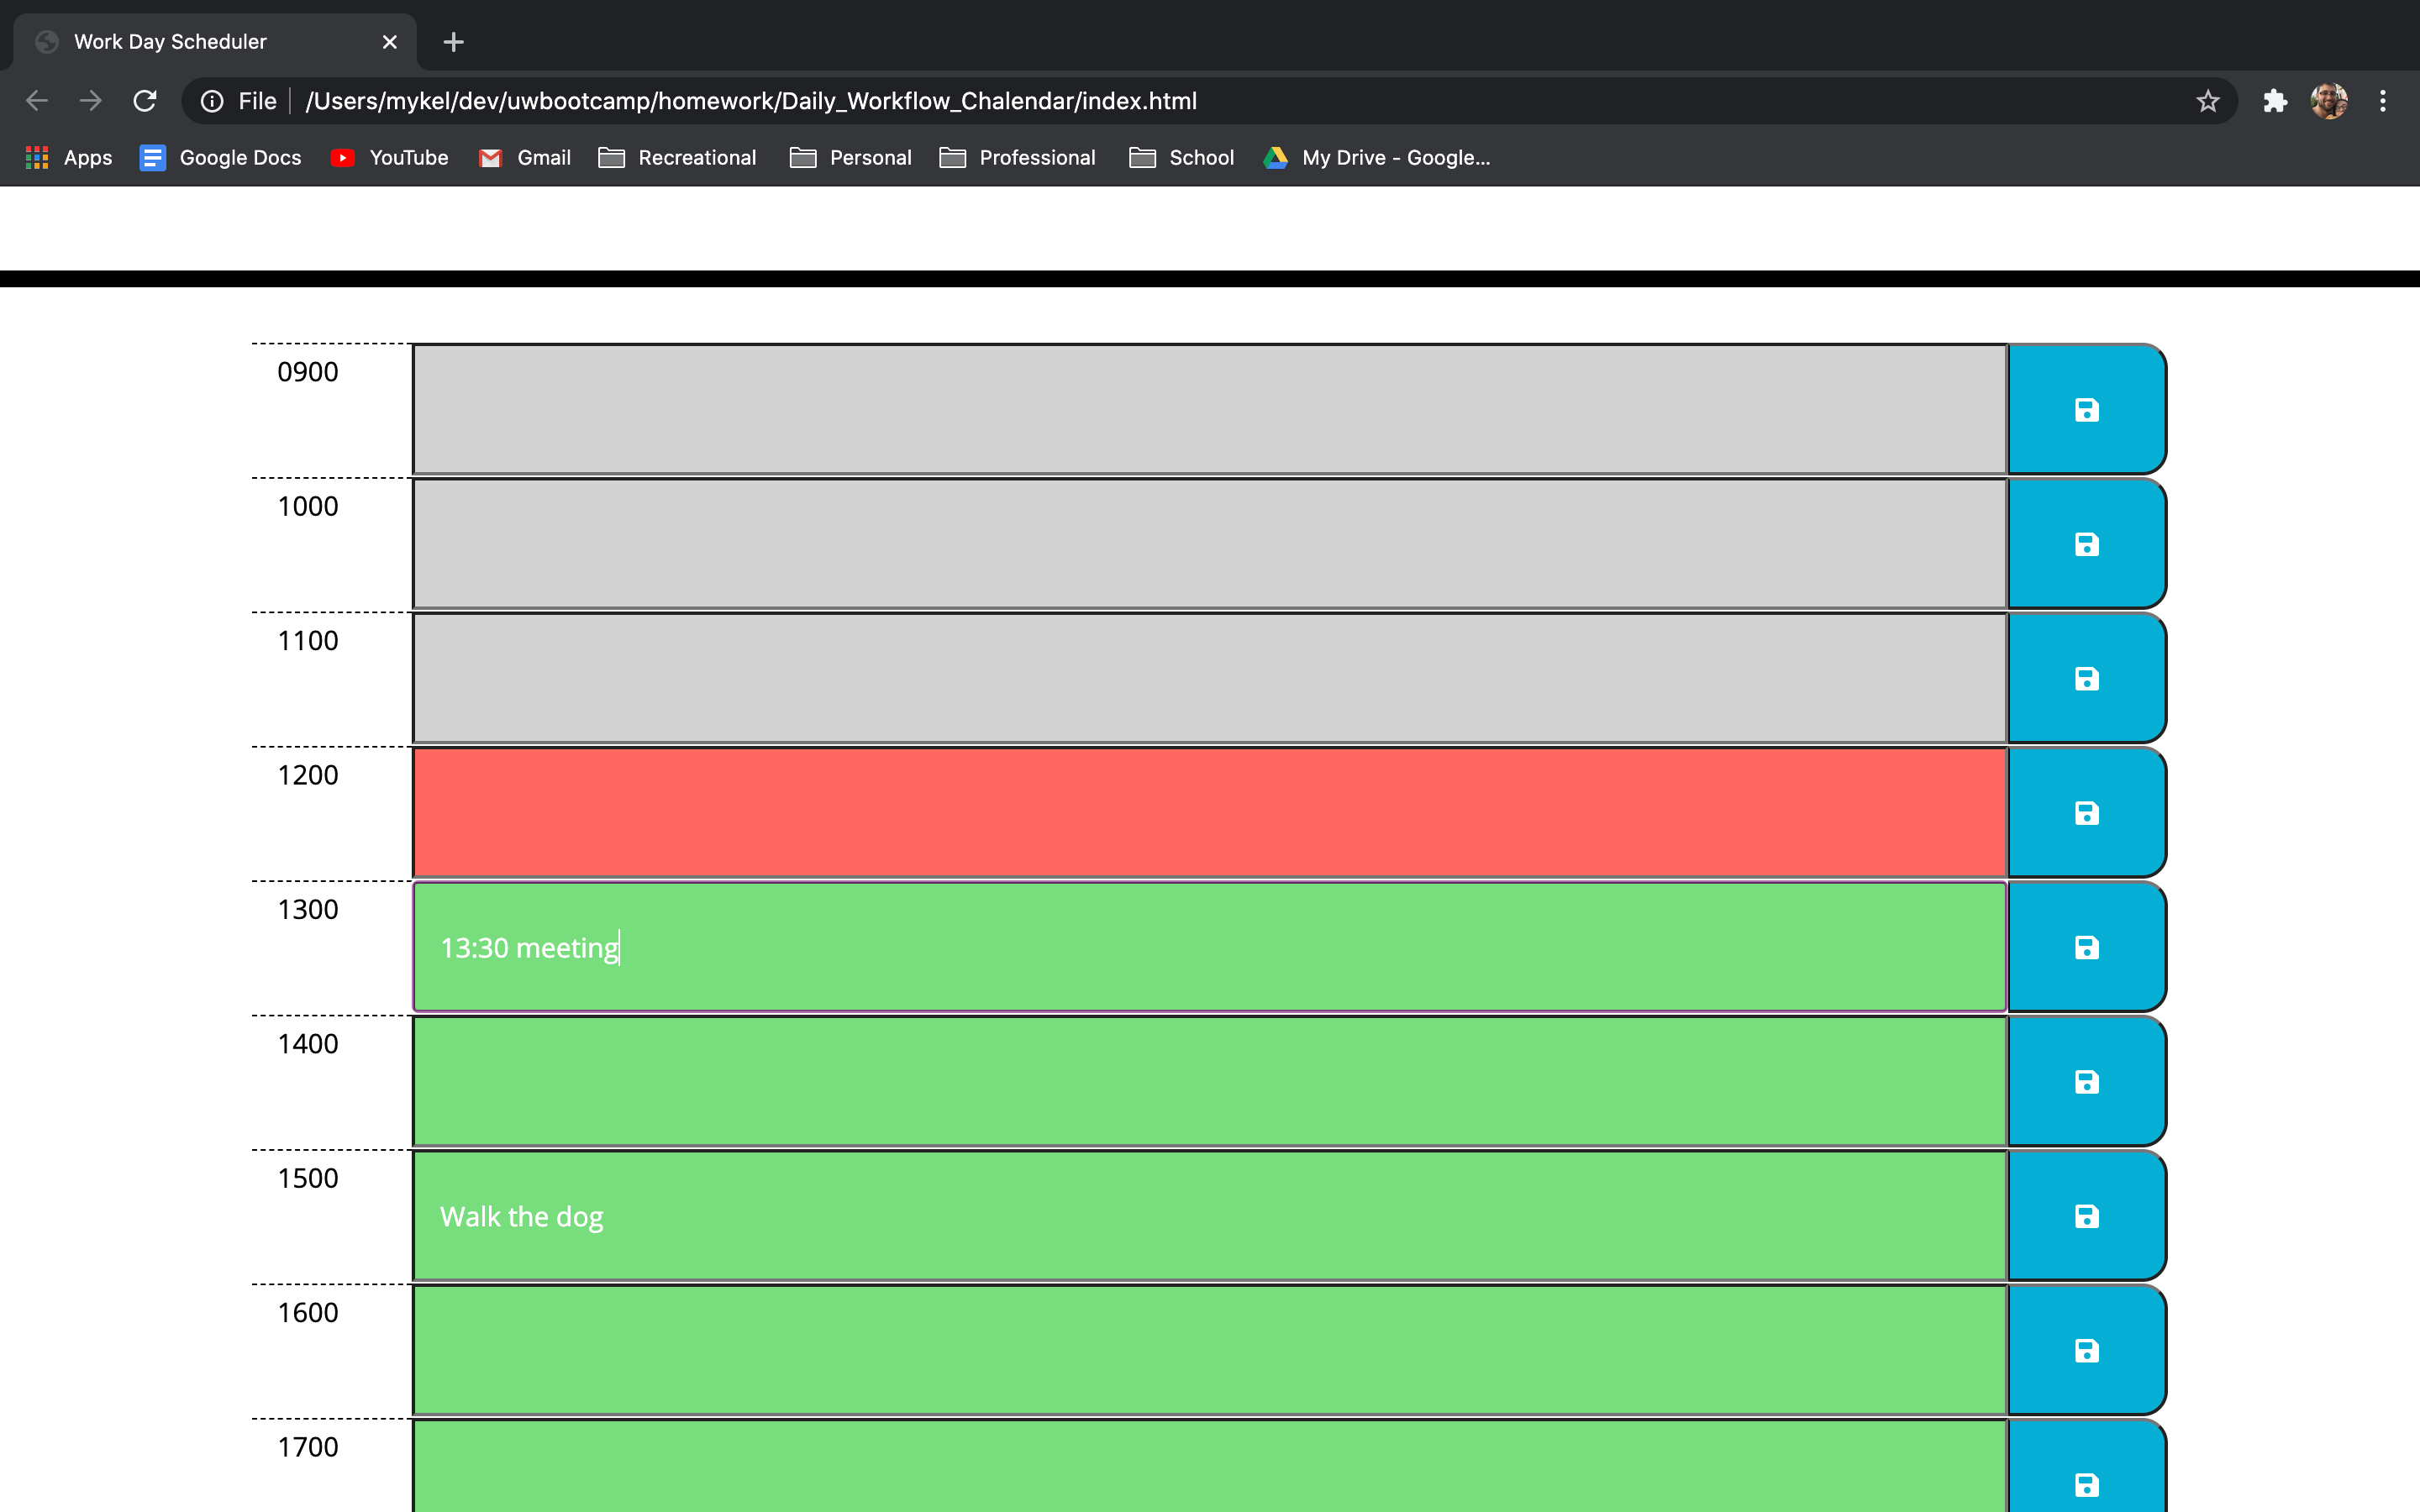 Work Day Scheduler
File /Users/mykel/dev/uwbootcamp/homework/Daily_Workflow_Chalendar/index.html
Apps Google Docs YouTube Gmail Recreational Personal Professional School My Drive - Google...
0900
1000
1100
1200
1300
13:30 meeting
1400
1500
Walk the dog
1600
1700